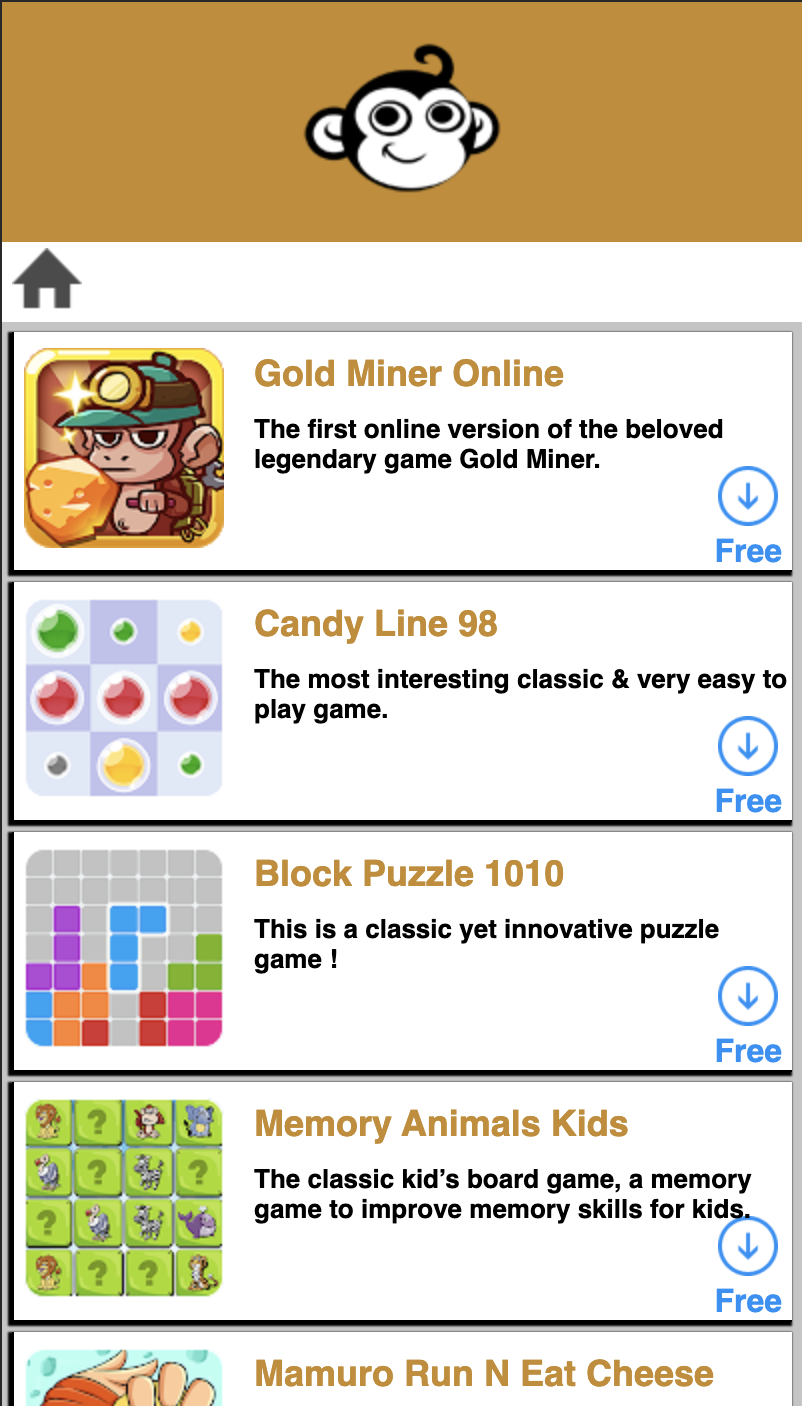 Gold Miner Online
The first online version of the beloved
legendary game Gold Miner.
Free
Candy Line 98
The most interesting classic & very easy to
play game.
Free
Block Puzzle 1010
This is a classic yet innovative puzzle
game !
Free
Memory Animals Kids
? 
? ?
? 
? ?
The classic kid’s board game, a memory
game to improve memory skills for kids.
Free
Mamuro Run N Eat Cheese